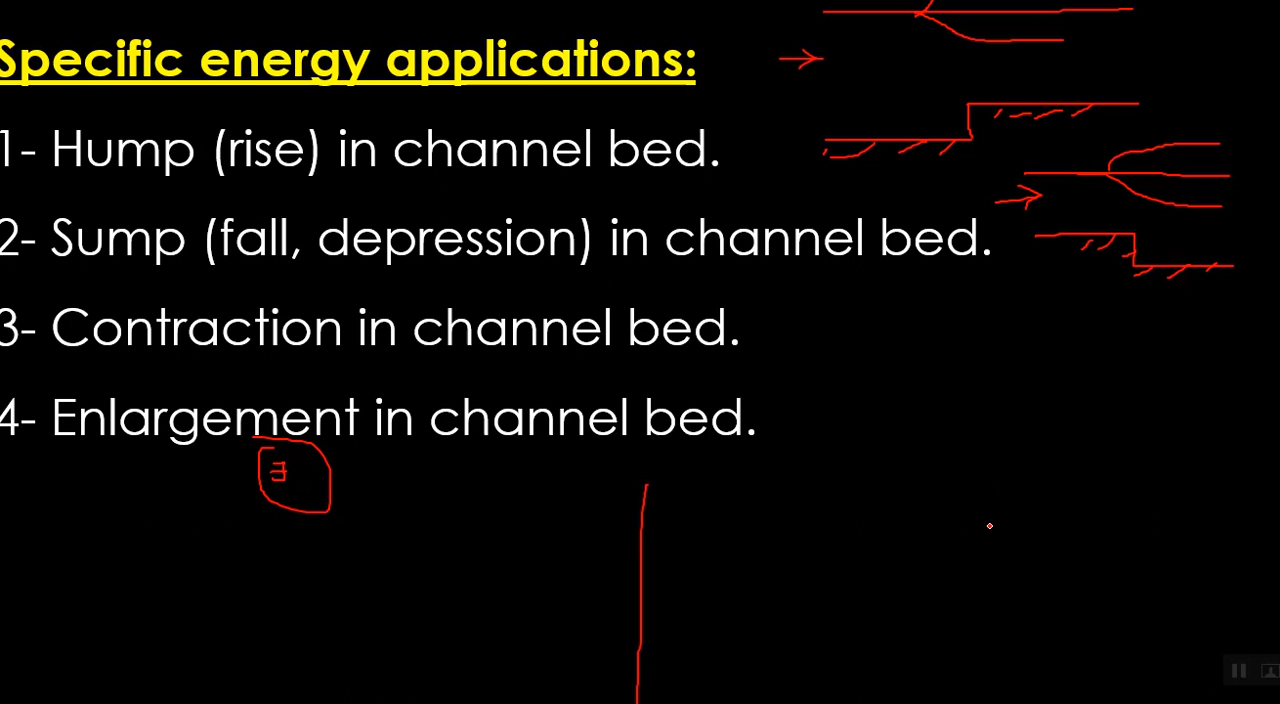 Specific energy applications:
1- Hump (rise) in channel bed.
2- Sump (fall, depression) in channel bed.
3- Contraction in channel bed.
4- Enlargement in channel bed.